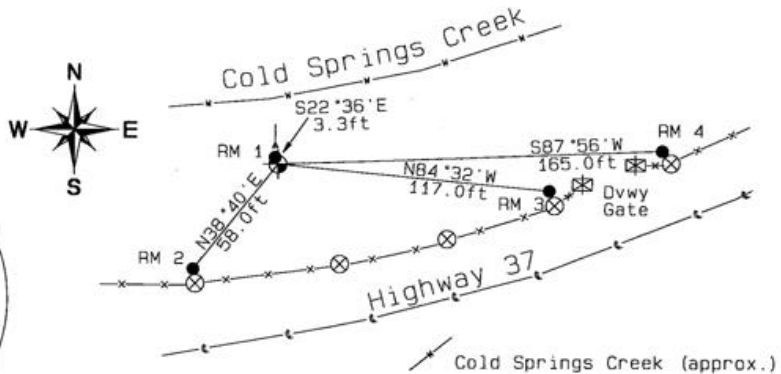 Cold Springs Creek
N
W E
S
S22°36'E
3.3ft
RM 1
S87°56'W
165.0ft
RM 4
N84°32'W
117.0ft
RM 3
Dvwy
Gate
N38°40'E
58.0ft
RM 2
Highway 37
Cold Springs Creek (approx.)